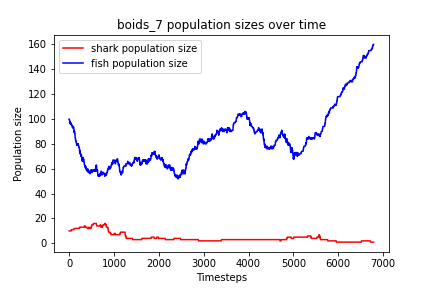 boids_7 population sizes over time
shark population size
fish population size
Population size
160
140
120
100
80
60
40
20
0
0 1000 2000 3000 4000 5000 6000 7000
Timesteps